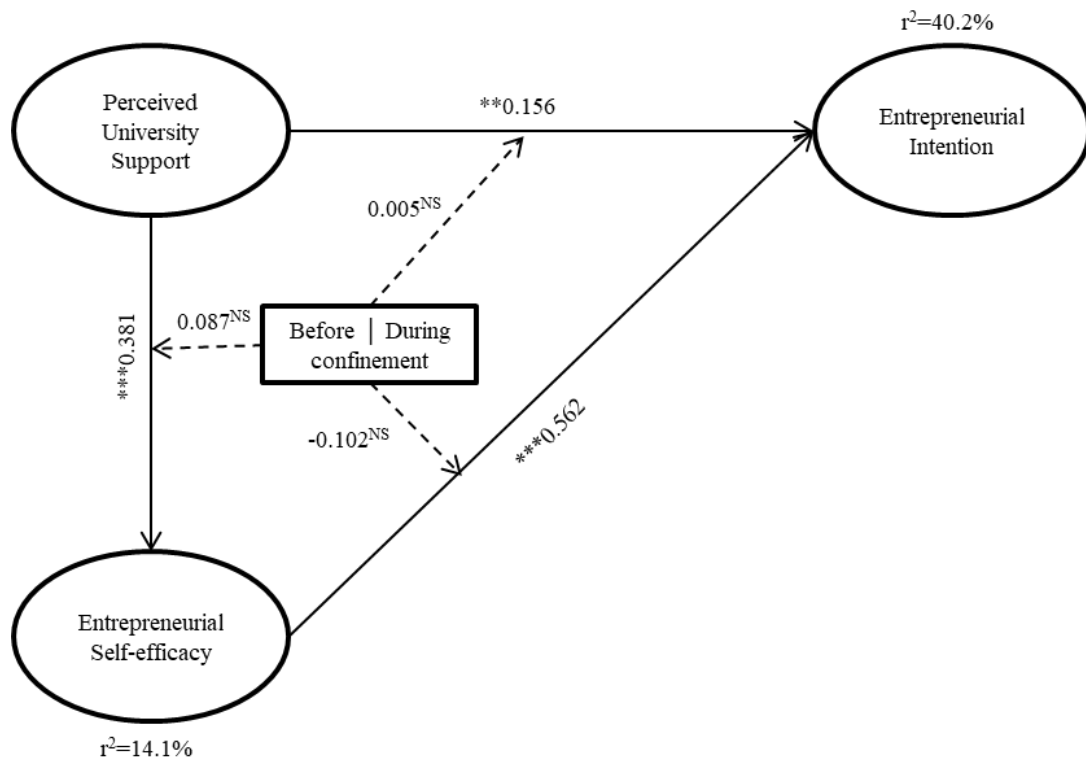 r²=40.2%
Perceived
University
Support
**0.156
Entrepreneurial
Intention
0.005ᴺˢ
***0.381
0.087ᴺˢ
Before | During
confinement
-0.102ᴺˢ
***0.562
Entrepreneurial
Self-efficacy
r²=14.1%